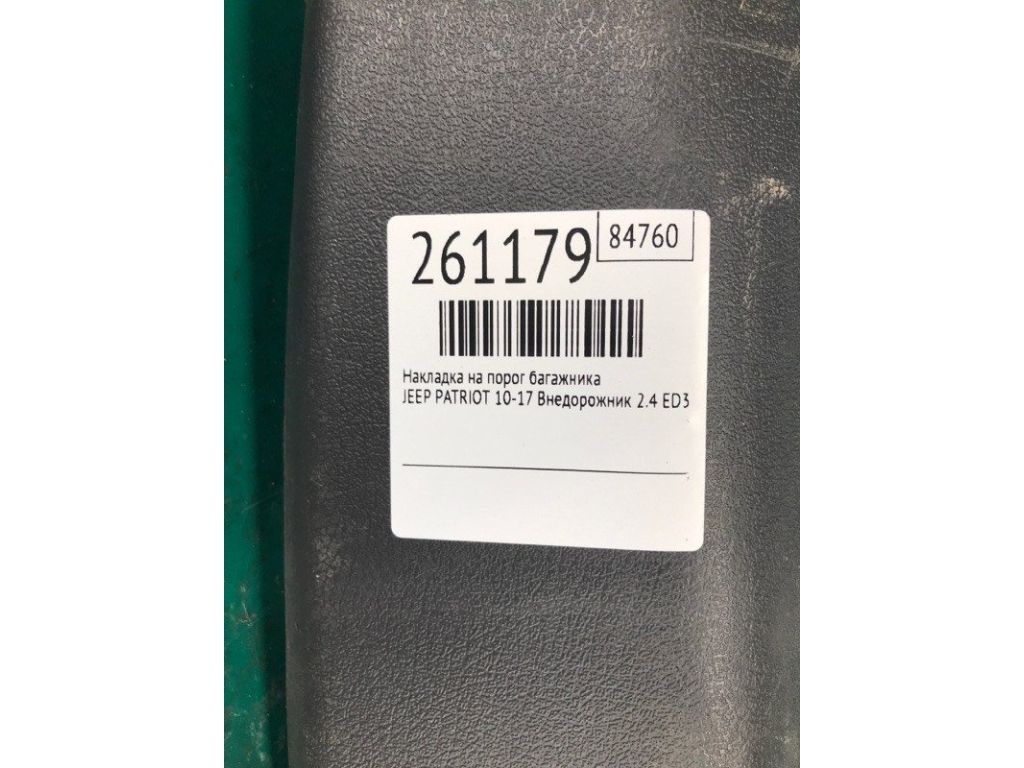 261179
84760
Накладка на порог багажника
JEEP PATRIOT 10-17 Внедорожник 2.4 ED3